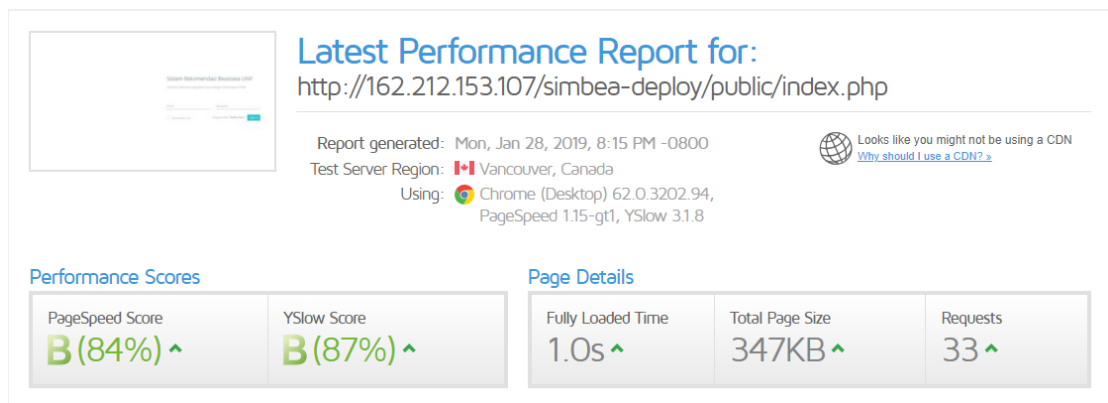 Latest Performance Report for:
http://162.212.153.107/simbea-deploy/public/index.php
Report generated: Mon, Jan 28, 2019, 8:15 PM -0800
Test Server Region: Vancouver, Canada
Using: Chrome (Desktop) 62.0.3202.94,
PageSpeed 1.15-gt1, YSlow 3.1.8
Looks like you might not be using a CDN
Why should I use a CDN? »
Sistem Rekomendasi Beasiswa UNP
Performance Scores
PageSpeed Score
B (84%)
YSlow Score
B (87%)
Page Details
Fully Loaded Time
1.0s
Total Page Size
347KB
Requests
33